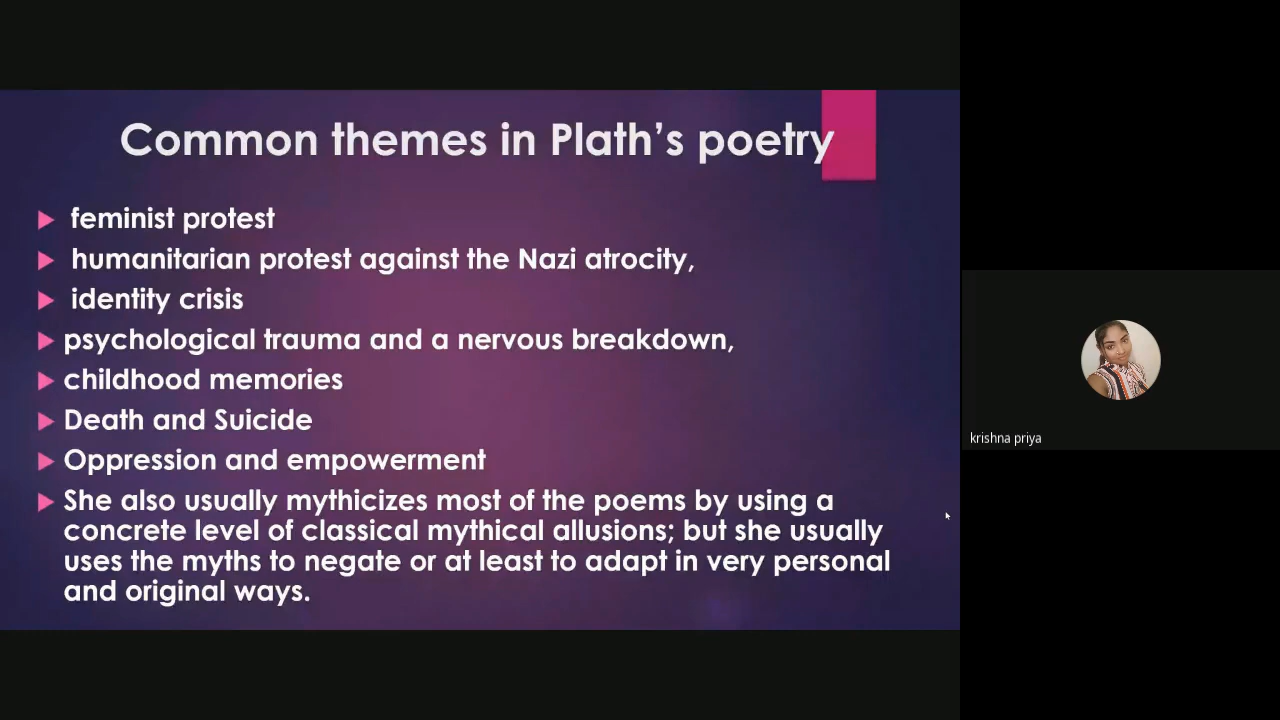 Common themes in Plath's poetry
feminist protest
humanitarian protest against the Nazi atrocity,
identity crisis
psychological trauma and a nervous breakdown,
childhood memories
Death and Suicide
Oppression and empowerment
She also usually mythicizes most of the poems by using a
concrete level of classical mythical allusions; but she usually
uses the myths to negate or at least to adapt in very personal
and original ways.
krishna priya